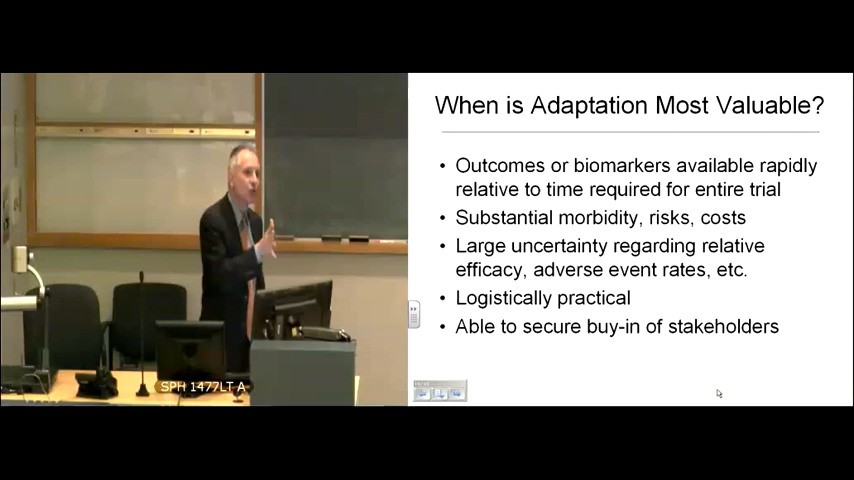 When is Adaptation Most Valuable?
• Outcomes or biomarkers available rapidly
relative to time required for entire trial
• Substantial morbidity, risks, costs
• Large uncertainty regarding relative
efficacy, adverse event rates, etc.
• Logistically practical
• Able to secure buy-in of stakeholders
SPH 1477LT A